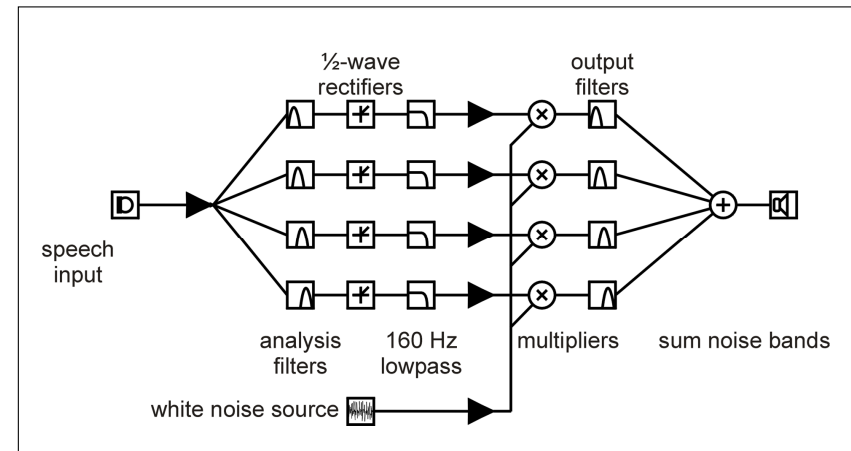 ½-wave
rectifiers
output
filters
speech
input
analysis
filters
160 Hz
lowpass
multipliers
sum noise bands
white noise source